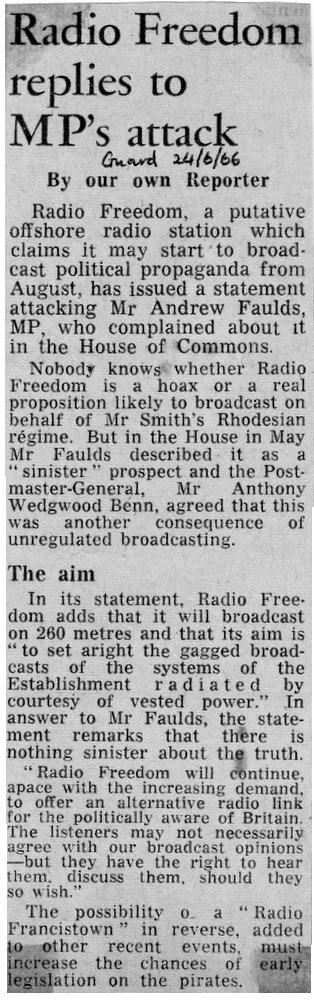 Radio Freedom
replies to
MP's attack
Guard 24/6/66
By our own Reporter
Radio Freedom, a putative
offshore radio station which
claims it may start to broad-
cast political propaganda from
August, has issued a statement
attacking Mr Andrew Faulds,
MP, who complained about it
in the House of Commons.
Nobody knows whether Radio
Freedom is a hoax or a real
proposition likely to broadcast on
behalf of Mr Smith's Rhodesian
régime. But in the House in May
Mr Faulds described it as a
"sinister" prospect and the Post-
master-General, Mr Anthony
Wedgwood Benn, agreed that this
was another consequence of
unregulated broadcasting.
The aim
In its statement, Radio Free-
dom adds that it will broadcast
on 260 metres and that its aim is
"to set aright the gagged broad-
casts of the systems of the
Establishment radiated by
courtesy of vested power." In
answer to Mr Faulds, the state-
ment remarks that there is
nothing sinister about the truth.
"Radio Freedom will continue,
apace with the increasing demand,
to offer an alternative radio link
for the politically aware of Britain.
The listeners may not necessarily
agree with our broadcast opinions
—but they have the right to hear
them, discuss them, should they
so wish."
The possibility o a "Radio
Francistown" in reverse, added
to other recent events, must
increase the chances of early
legislation on the pirates.